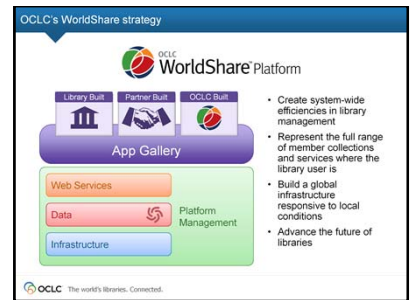 OCLC's WorldShare strategy
OCLC
WorldShare Platform
Library Built
Partner Built
OCLC Built
App Gallery
Web Services
Data
Infrastructure
Platform
Management
• Create system-wide
efficiencies in library
management
• Represent the full range
of member collections
and services where the
library user is
• Build a global
infrastructure
responsive to local
conditions
• Advance the future of
libraries
OCLC The world's libraries. Connected.